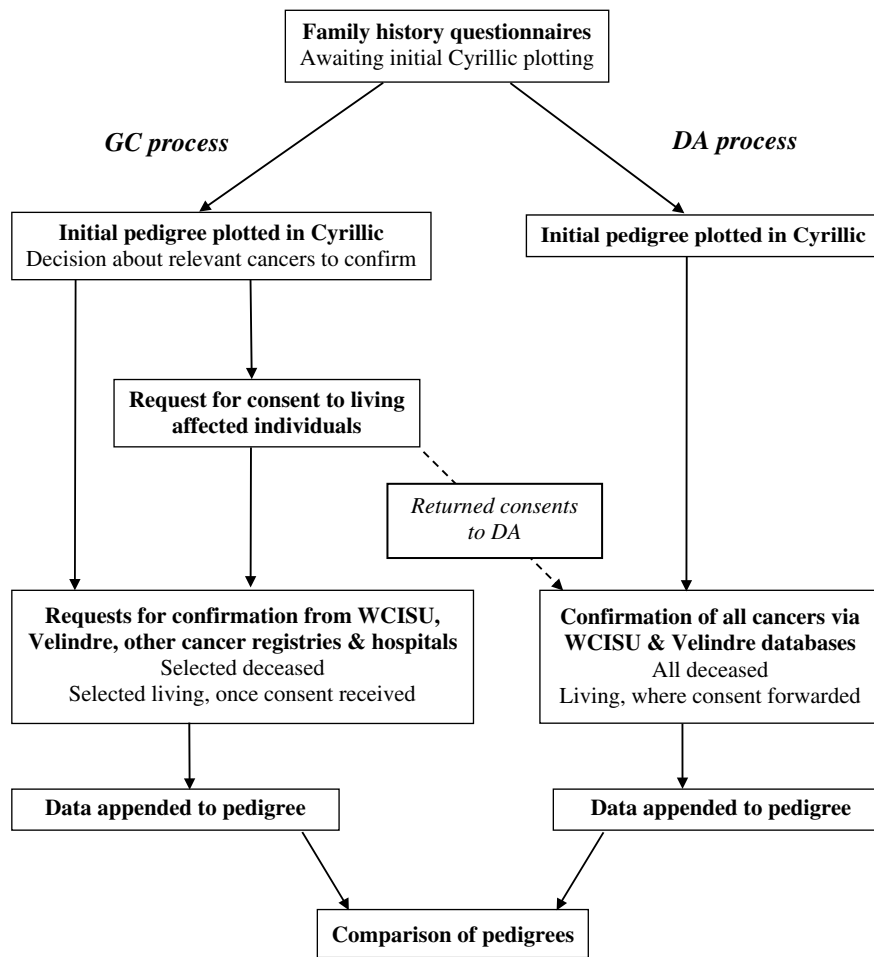 Family history questionnaires
Awaiting initial Cyrillic plotting
GC process
DA process
Initial pedigree plotted in Cyrillic
Decision about relevant cancers to confirm
Initial pedigree plotted in Cyrillic
Request for consent to living
affected individuals
Returned consents
to DA
Requests for confirmation from WCISU,
Velindre, other cancer registries & hospitals
Selected deceased
Selected living, once consent received
Confirmation of all cancers via
WCISU & Velindre databases
All deceased
Living, where consent forwarded
Data appended to pedigree
Data appended to pedigree
Comparison of pedigrees